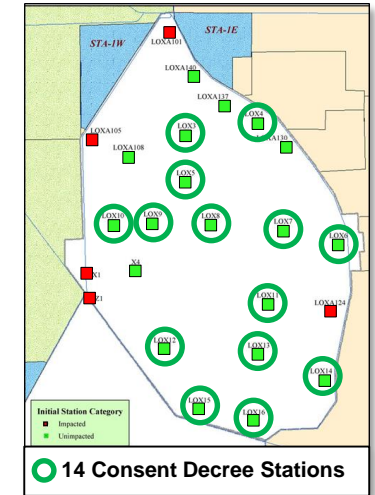 STA-1W
STA-1E
LOXA101
LOXA140
LOXA137
LOX4
LOX3
LOXA105
LOXA130
LOXA108
LOX5
LOX10
LOX9
LOX8
LOX7
LOX6
X4
X1
Z1
LOX11
LOXA124
LOX12
LOX13
LOX14
LOX15
LOX16
Initial Station Category
Impacted
Unimpacted
14 Consent Decree Stations